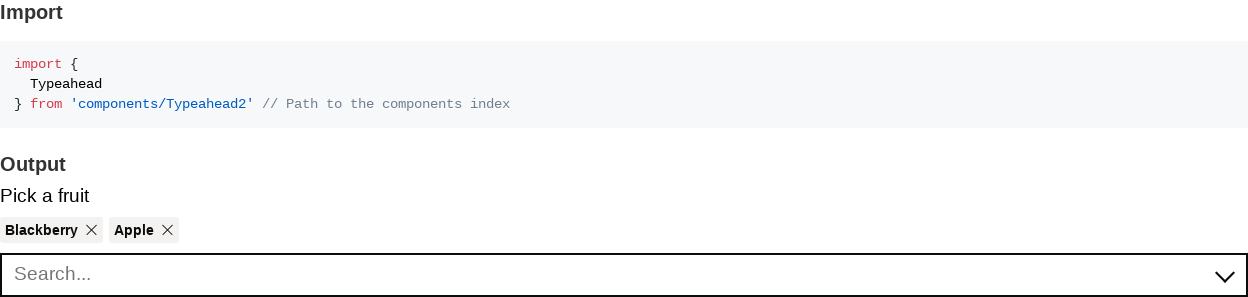 Import
import {
  Typeahead
} from 'components/Typeahead2' // Path to the components index
Output
Pick a fruit
Blackberry Apple
Search...